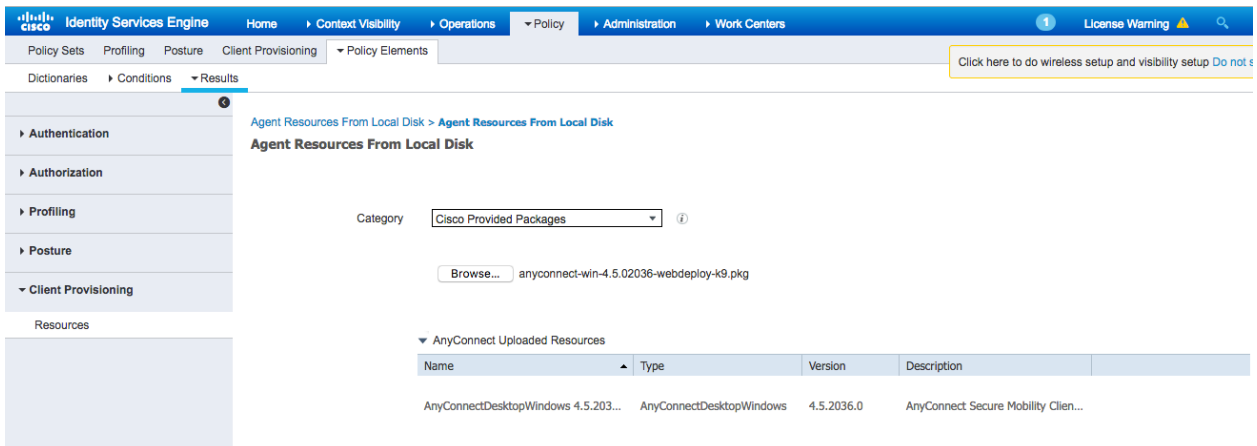 cisco Identity Services Engine Home Context Visibility Operations Policy Administration Work Centers 1 License Warning
Policy Sets Profiling Posture Client Provisioning Policy Elements
Click here to do wireless setup and visibility setup Do not s
Dictionaries Conditions Results
Authentication
Authorization
Profiling
Posture
Client Provisioning
Resources
Agent Resources From Local Disk > Agent Resources From Local Disk
Agent Resources From Local Disk
Category Cisco Provided Packages i
Browse... anyconnect-win-4.5.02036-webdeploy-k9.pkg
AnyConnect Uploaded Resources
Name Type Version Description
AnyConnectDesktopWindows 4.5.203... AnyConnectDesktopWindows 4.5.2036.0 AnyConnect Secure Mobility Clien...